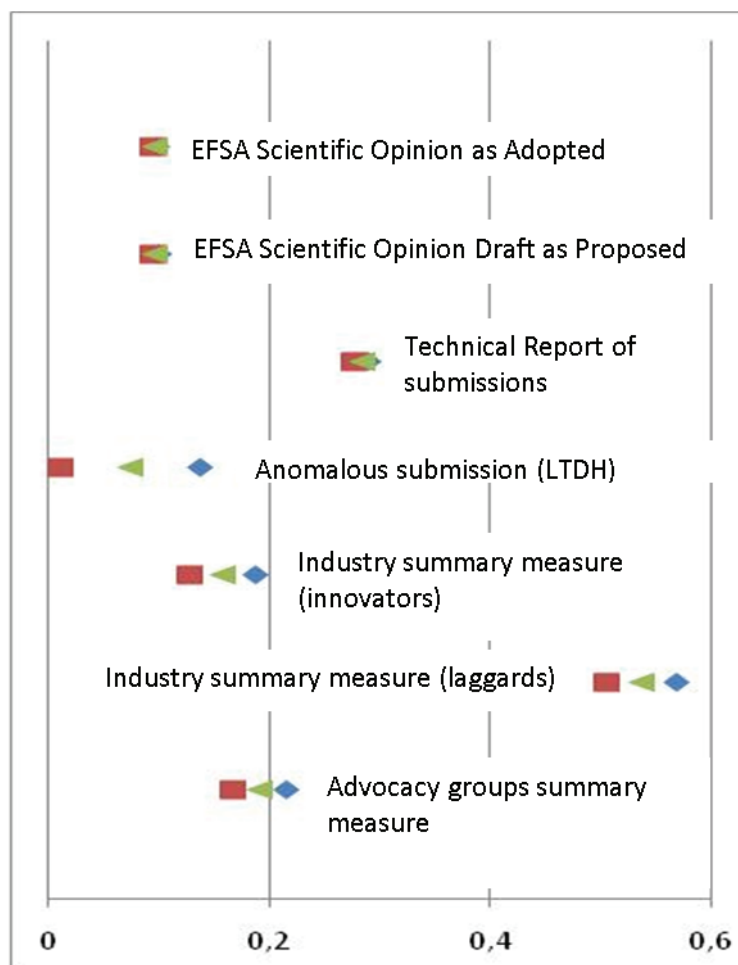 EFSA Scientific Opinion as Adopted
EFSA Scientific Opinion Draft as Proposed
Technical Report of
submissions
Anomalous submission (LTDH)
Industry summary measure
(innovators)
Industry summary measure (laggards)
Advocacy groups summary
measure
0 0,2 0,4 0,6